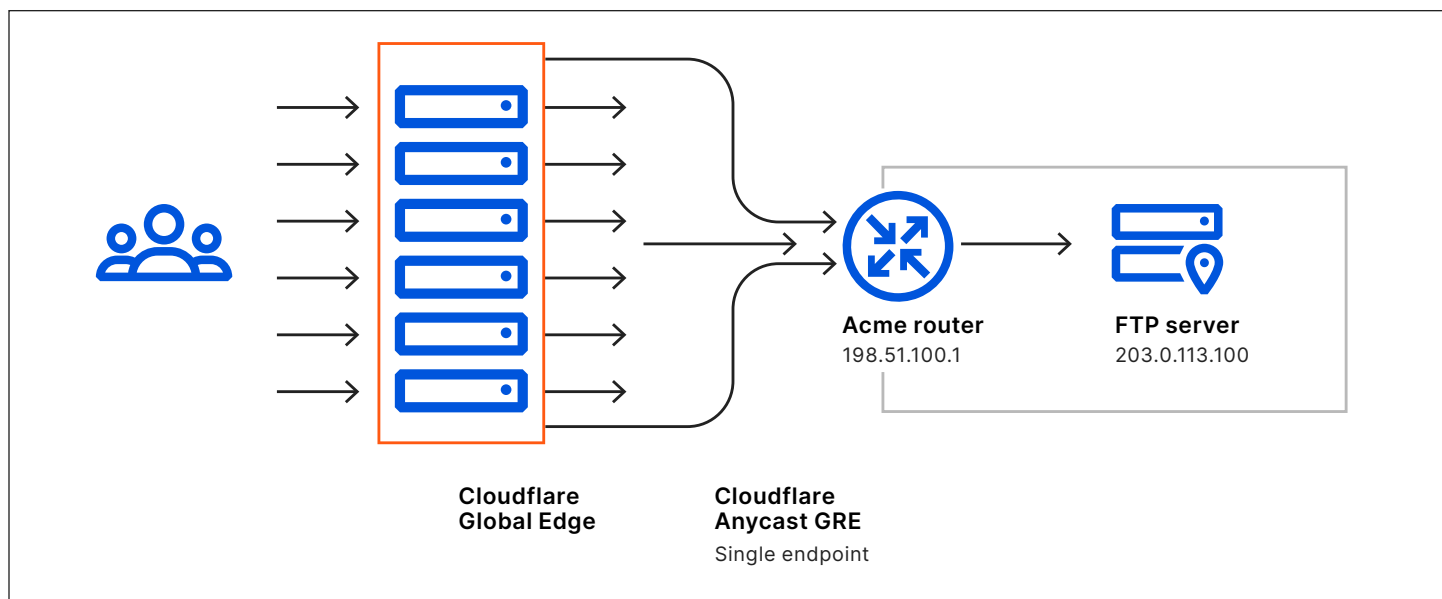 Acme router
198.51.100.1
FTP server
203.0.113.100
Cloudflare
Global Edge
Cloudflare
Anycast GRE
Single endpoint